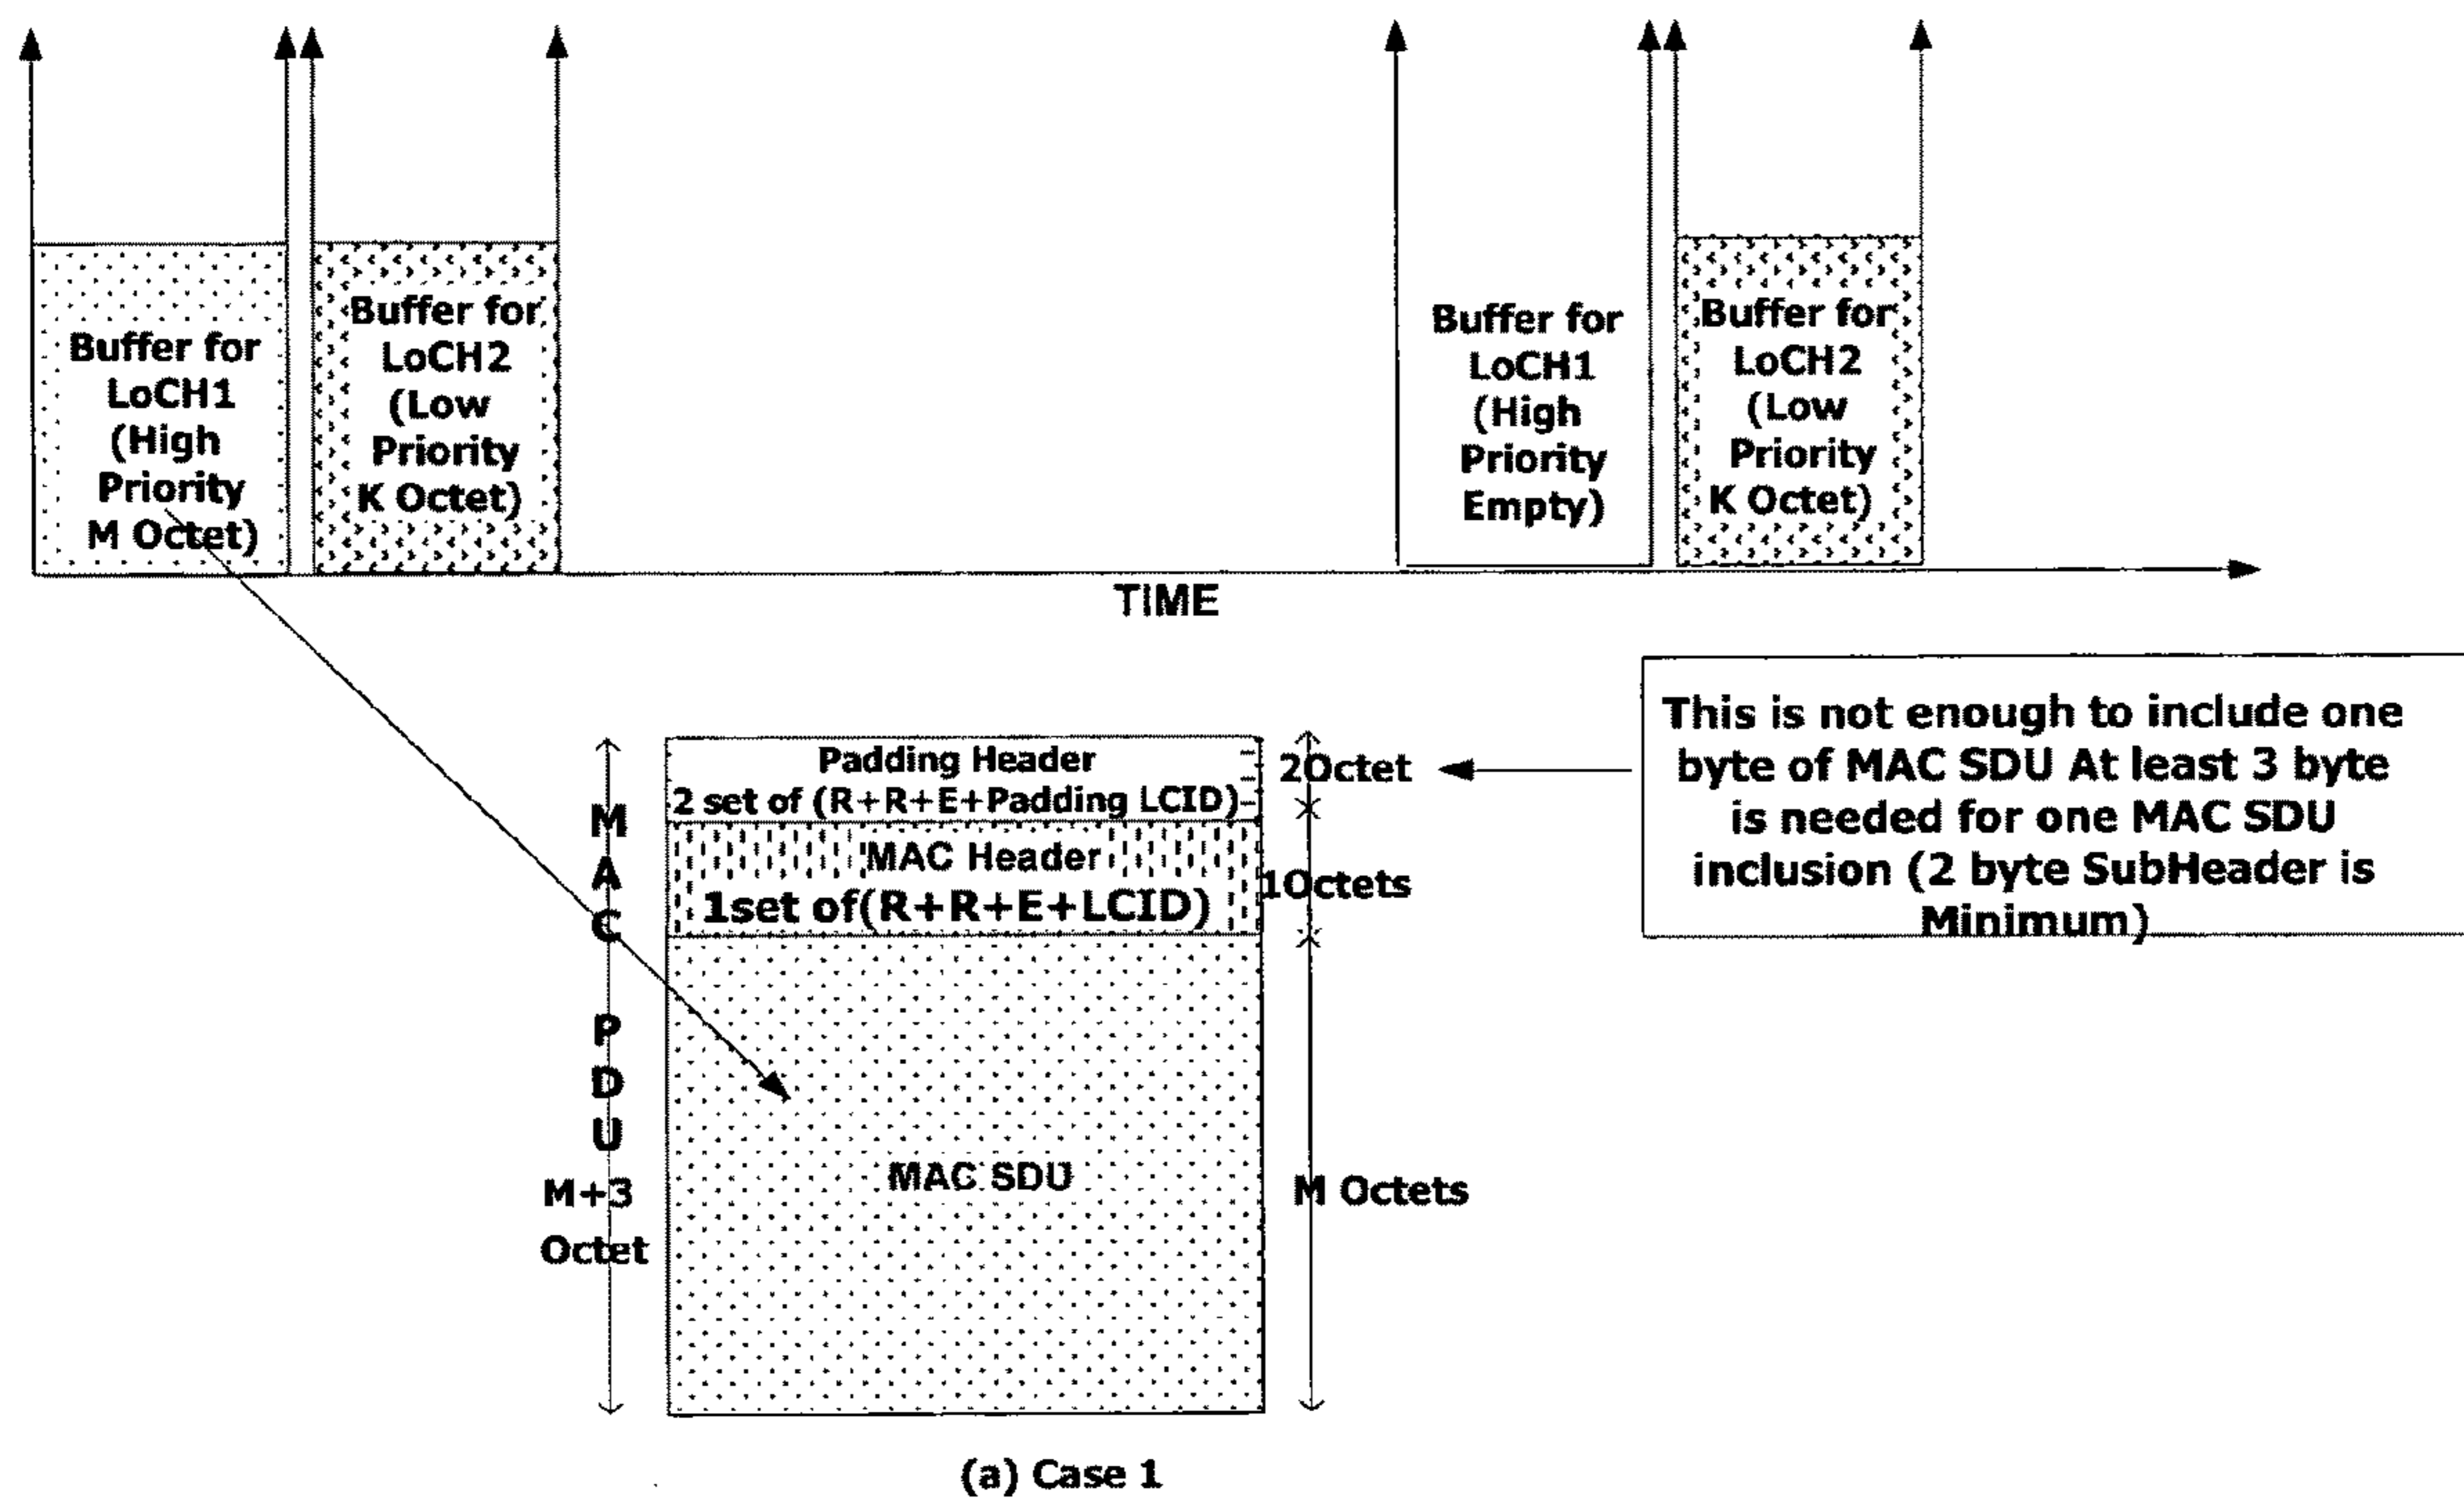 Buffer for
LoCH1
(High
Priority
M Octet)
Buffer for
LoCH2
(Low
Priority
K Octet)
Buffer for
LoCH1
(High
Priority
Empty)
Buffer for
LoCH2
(Low
Priority
K Octet)
TIME
This is not enough to include one
byte of MAC SDU At least 3 byte
is needed for one MAC SDU
inclusion (2 byte SubHeader is
Minimum)
Padding Header
2 set of (R+R+E+Padding LCID)
2Octet
MAC Header
1set of(R+R+E+LCID)
1Octets
M
A
C
P
D
U
M+3
Octet
MAC SDU
M Octets
(a) Case 1